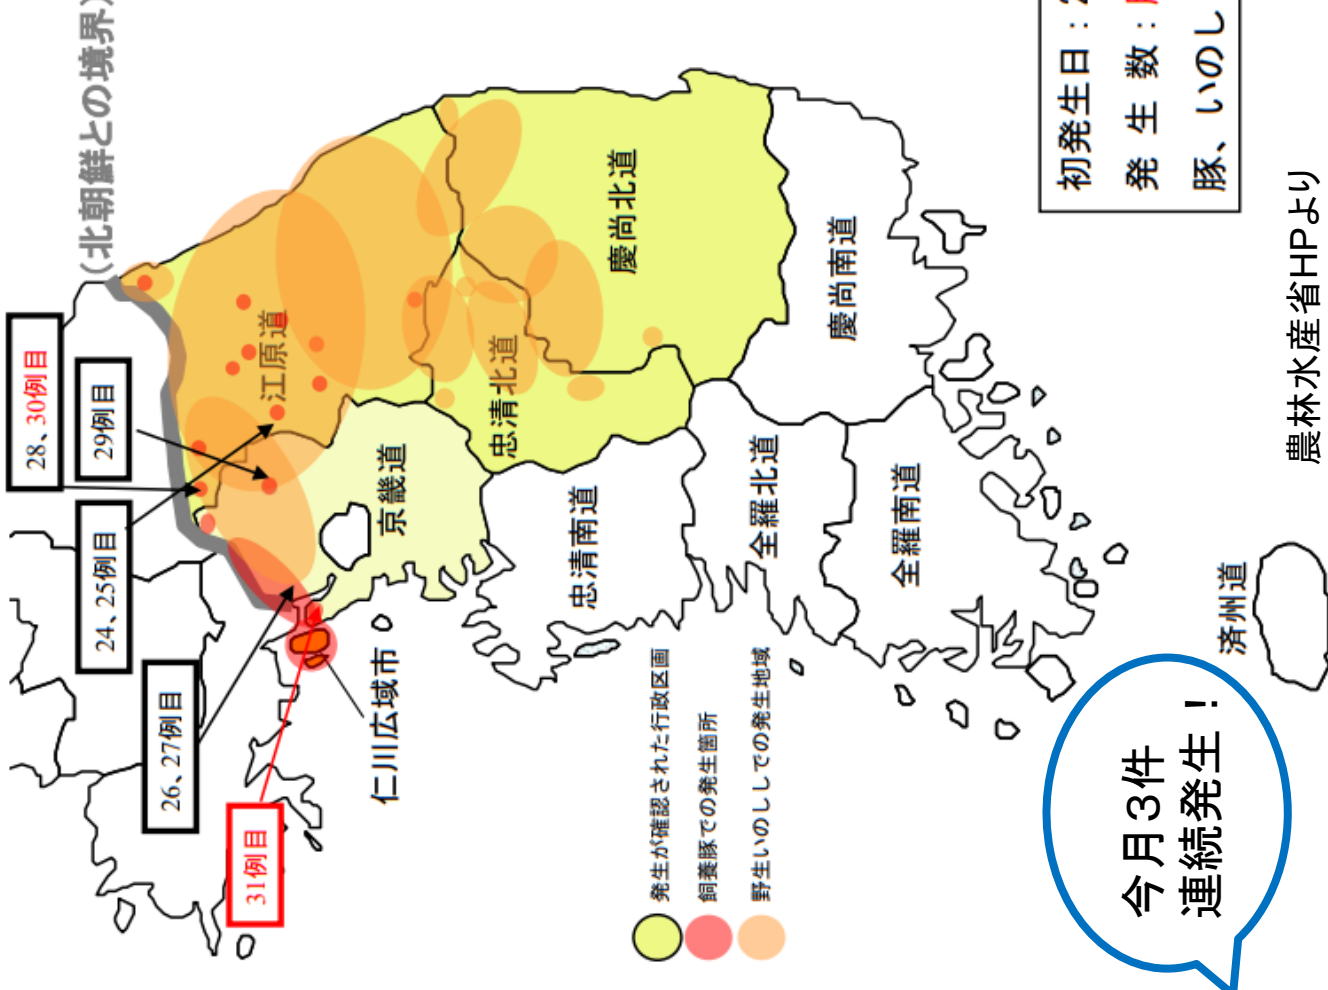 (北朝鮮との境界)
28、30例目
29例目
24、25例目
26、27例目
31例目
江原道
京畿道
仁川広域市
忠清北道
忠清南道
慶尚北道
慶尚南道
全羅北道
全羅南道
済州道
発生が確認された行政区画
飼養豚での発生箇所
野生いのししでの発生地域
初発生日：
発生数：
豚、いのし
今月3件
連続発生！
農林水産省HPより